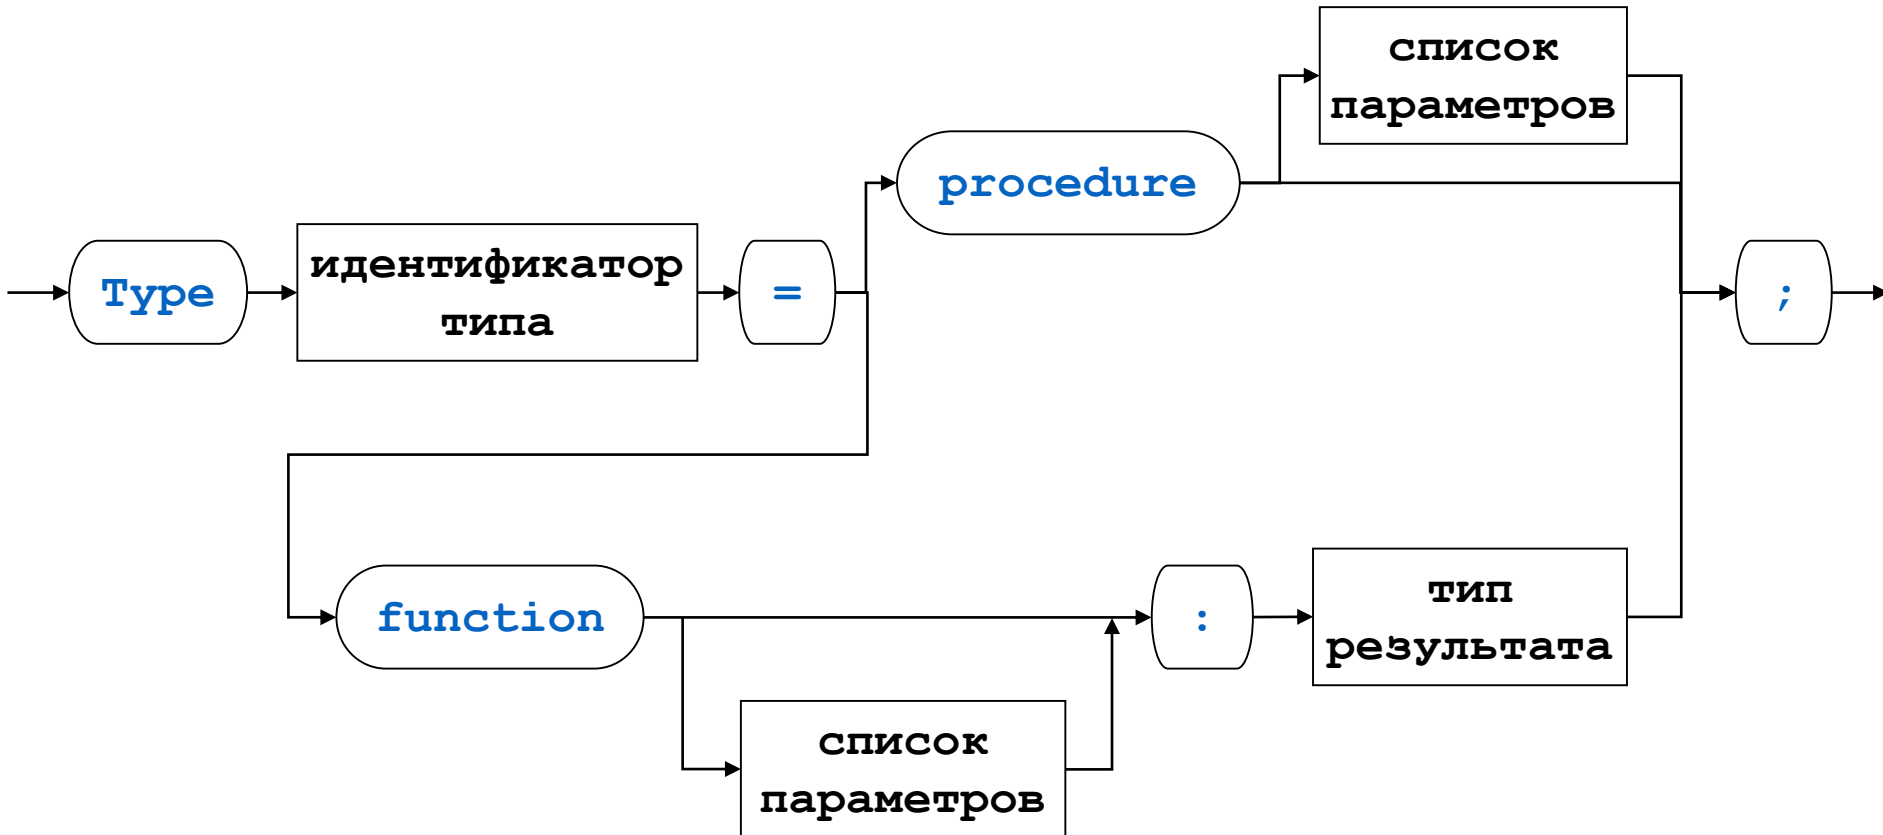 список
параметров
procedure
Type
идентификатор
типа
=
;
function
:
тип
результата
список
параметров